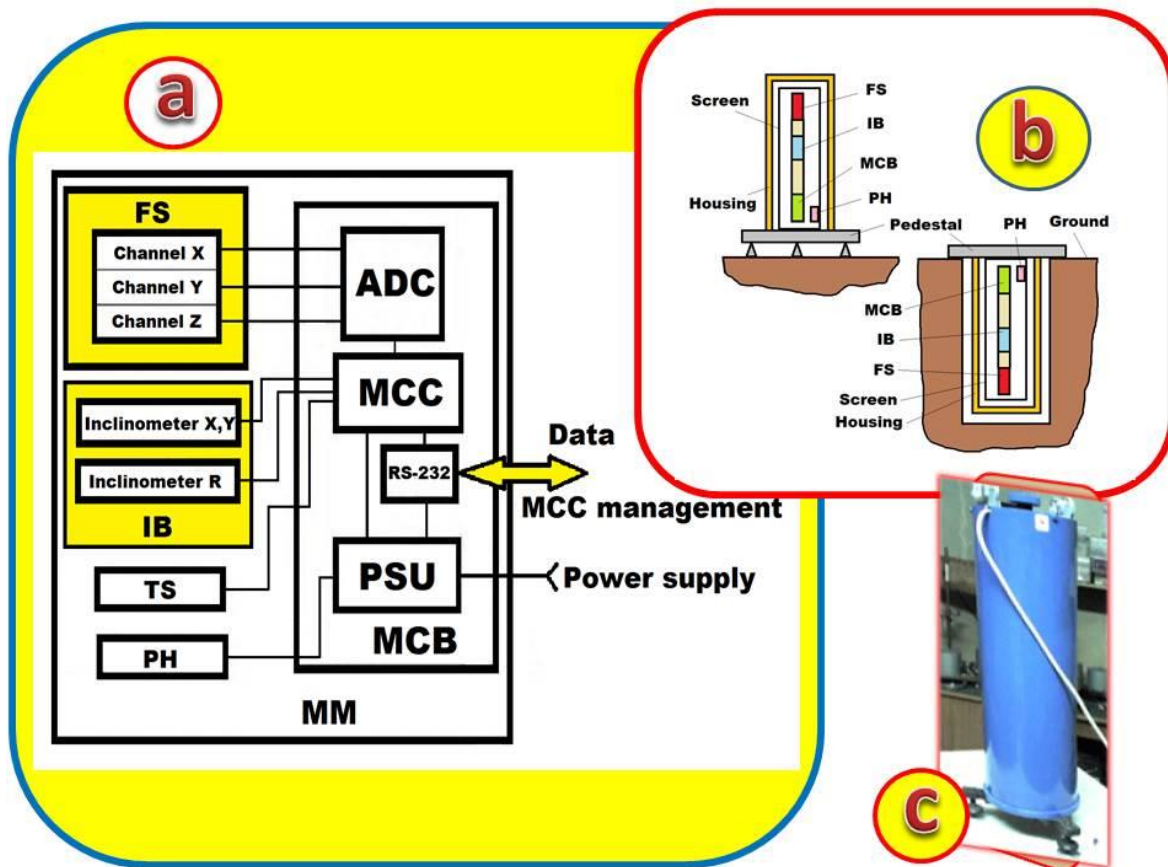 a
FS
Channel X
Channel Y
Channel Z
ADC
MCC
Inclinometer X,Y
Inclinometer R
IB
RS-232
Data
MCC management
TS
PSU
Power supply
PH
MCB
MM
b
Screen
FS
IB
MCB
Housing
PH
Pedestal
PH
Ground
MCB
IB
FS
Screen
Housing
c